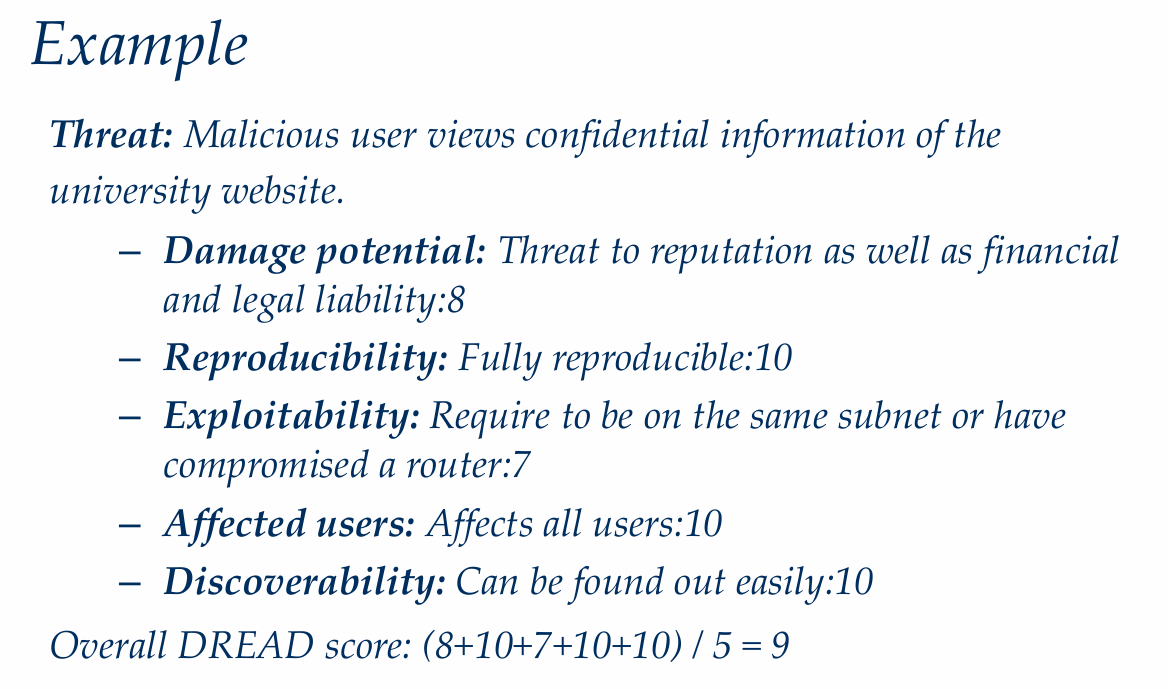 Example
Threat: Malicious user views confidential information of the
university website.
– Damage potential: Threat to reputation as well as financial
and legal liability:8
– Reproducibility: Fully reproducible:10
– Exploitability: Require to be on the same subnet or have
compromised a router:7
– Affected users: Affects all users:10
– Discoverability: Can be found out easily:10
Overall DREAD score: (8+10+7+10+10) / 5 = 9